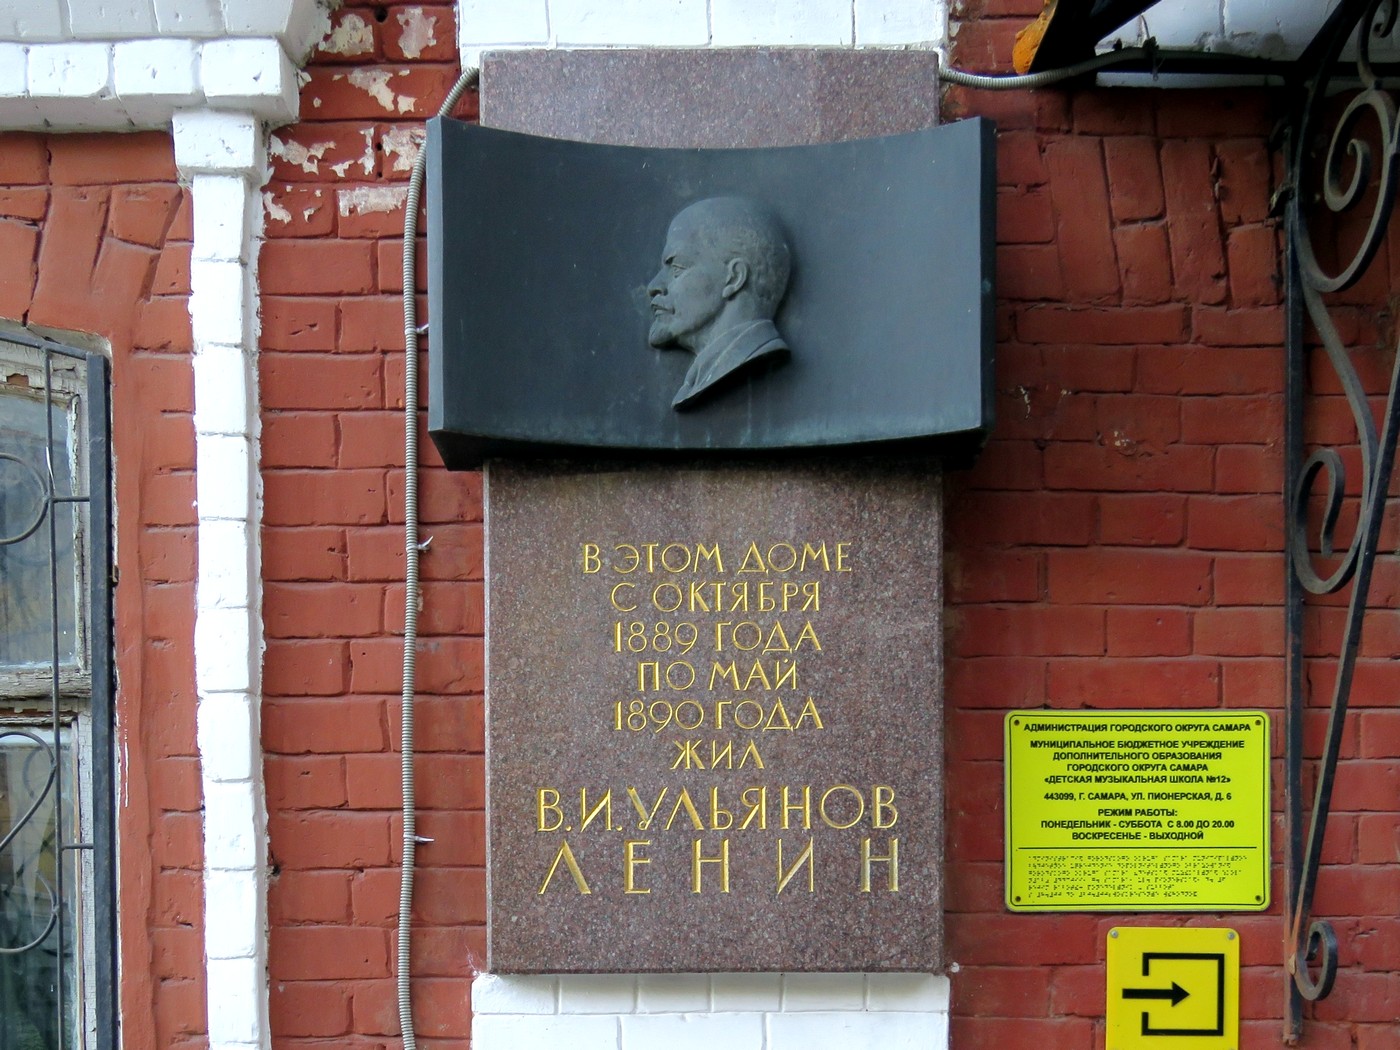 В ЭТОМ ДОМЕ
С ОКТЯБРЯ
1889 ГОДА
ПО МАЙ
1890 ГОДА
ЖИЛ
В.И.УЛЬЯНОВ
ЛЕНИН
АДМИНИСТРАЦИЯ ГОРОДСКОГО ОКРУГА САМАРА
МУНИЦИПАЛЬНОЕ БЮДЖЕТНОЕ УЧРЕЖДЕНИЕ
ДОПОЛНИТЕЛЬНОГО ОБРАЗОВАНИЯ
ГОРОДСКОГО ОКРУГА САМАРА
«ДЕТСКАЯ МУЗЫКАЛЬНАЯ ШКОЛА №12»
443099, Г. САМАРА, УЛ. ПИОНЕРСКАЯ, Д. 6
РЕЖИМ РАБОТЫ:
ПОНЕДЕЛЬНИК - СУББОТА С 8.00 ДО 20.00
ВОСКРЕСЕНЬЕ - ВЫХОДНОЙ